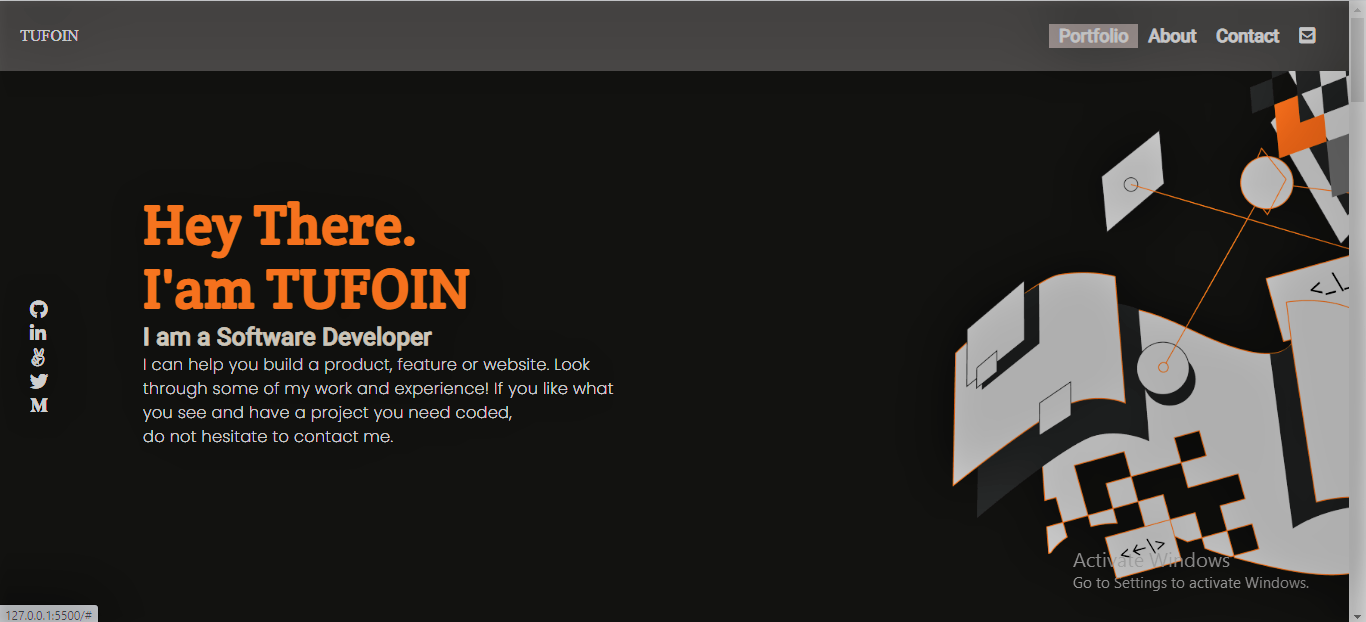 TUFOIN
Portfolio About Contact
Hey There.
I'am TUFOIN
I am a Software Developer
I can help you build a product, feature or website. Look
through some of my work and experience! If you like what
you see and have a project you need coded,
do not hesitate to contact me.
<_\_
<←|>
Activate Windows
Go to Settings to activate Windows.
127.0.0.1:5500/#